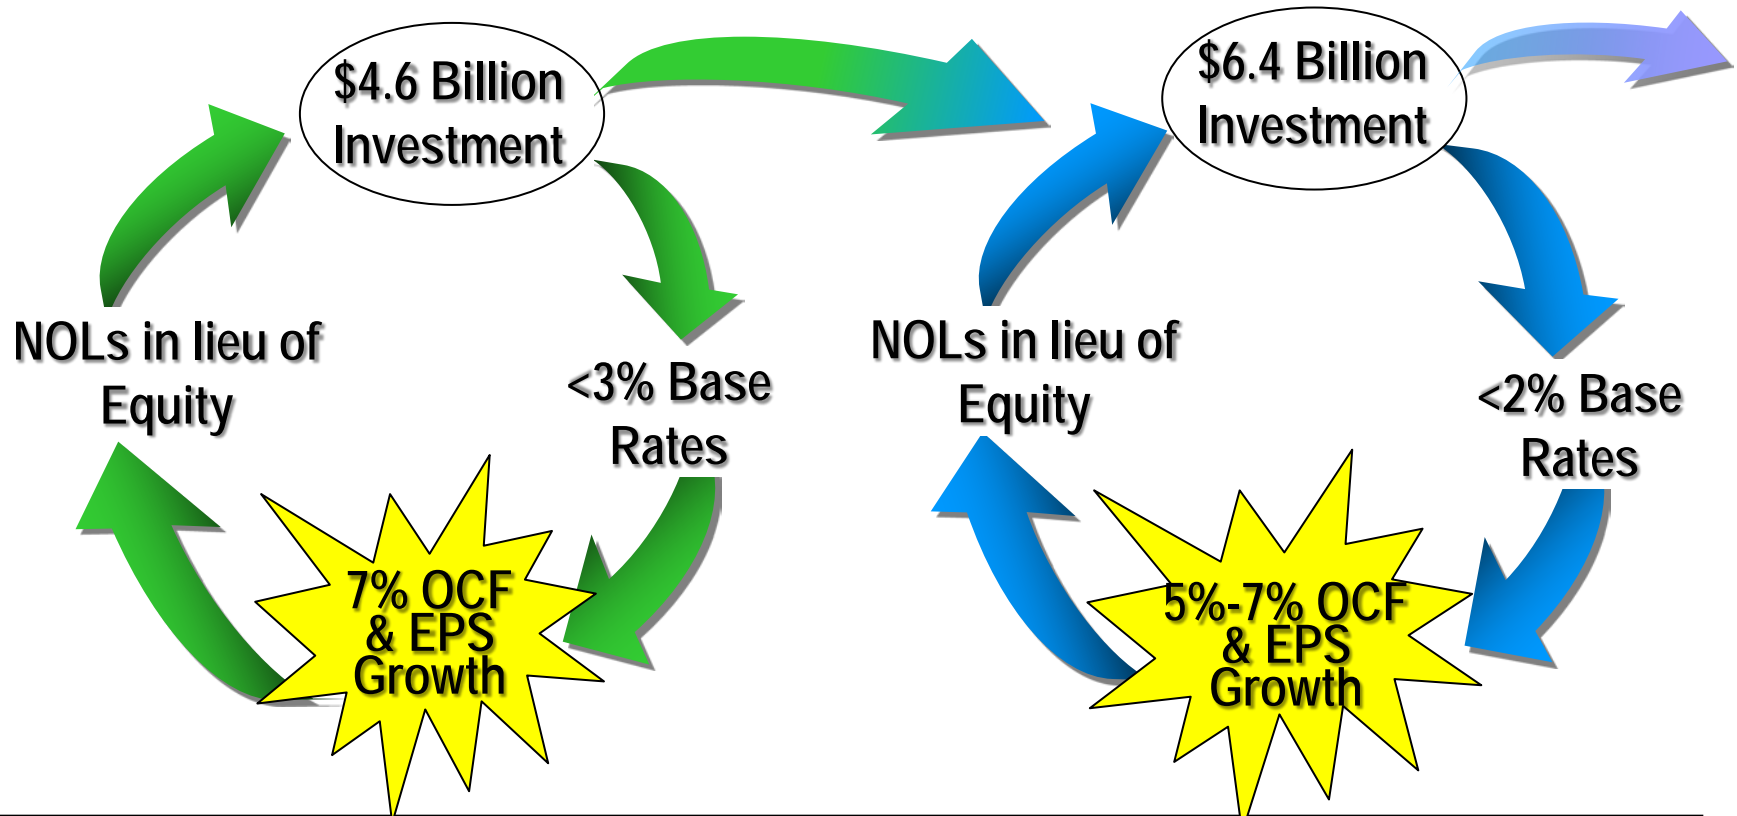 $4.6 Billion
Investment
$6.4 Billion
Investment
NOLs in lieu of
Equity
<3% Base
Rates
NOLs in lieu of
Equity
<2% Base
Rates
7% OCF
& EPS
Growth
5%-7% OCF
& EPS
Growth